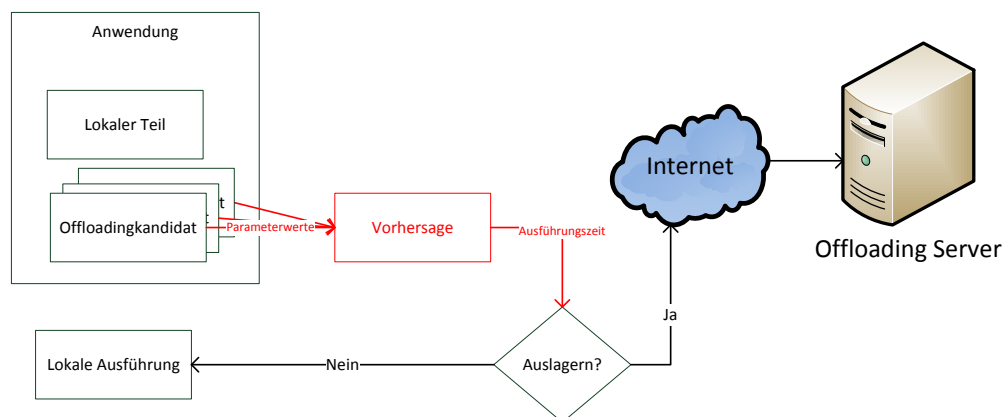 Anwendung
Lokaler Teil
t
Offloadingkandidat
Parameterwerte
Vorhersage
Ausführungszeit
Internet
Offloading Server
Ja
Auslagern?
Nein
Lokale Ausführung